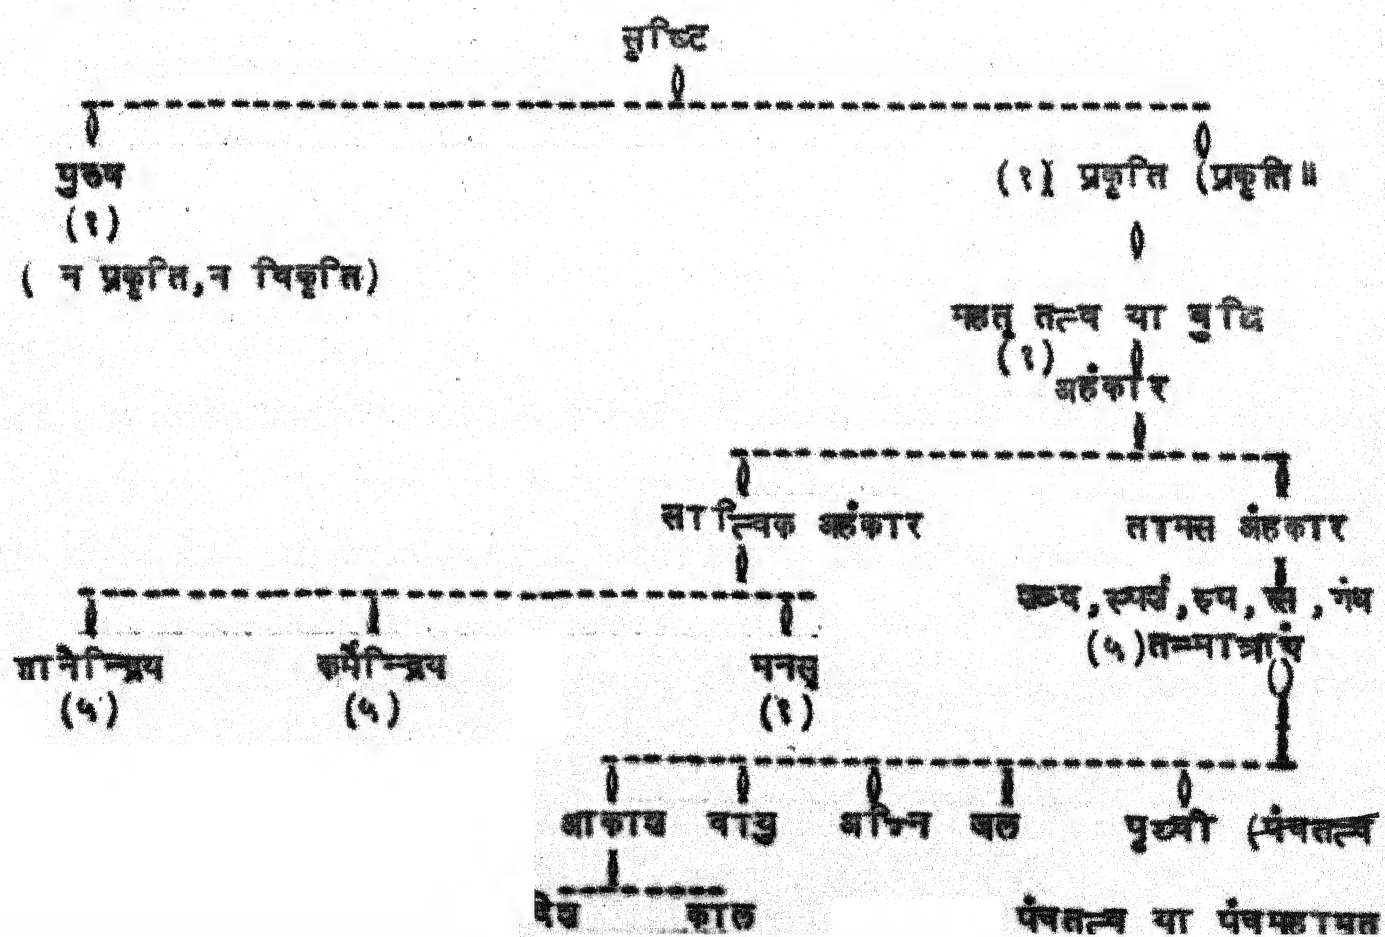 सृष्टि
पुरुष
(१) प्रकृति (प्रकृति॥
(१)
( न प्रकृति,न विकृति)
महत् तत्व या बुद्धि
(१)
अहंकार
सात्त्विक अहंकार
तामस अंहकार
शब्द,स्पर्श,रूप,रस,गंध
(५)तन्मात्राएं
ज्ञानेन्द्रिय
कर्मेन्द्रिय
मनस्
(५)
(५)
(१)
आकाश वायु अग्नि जल पृथ्वी (पंचतत्व
देश काल
पंचतत्व या पंचमहाभूत